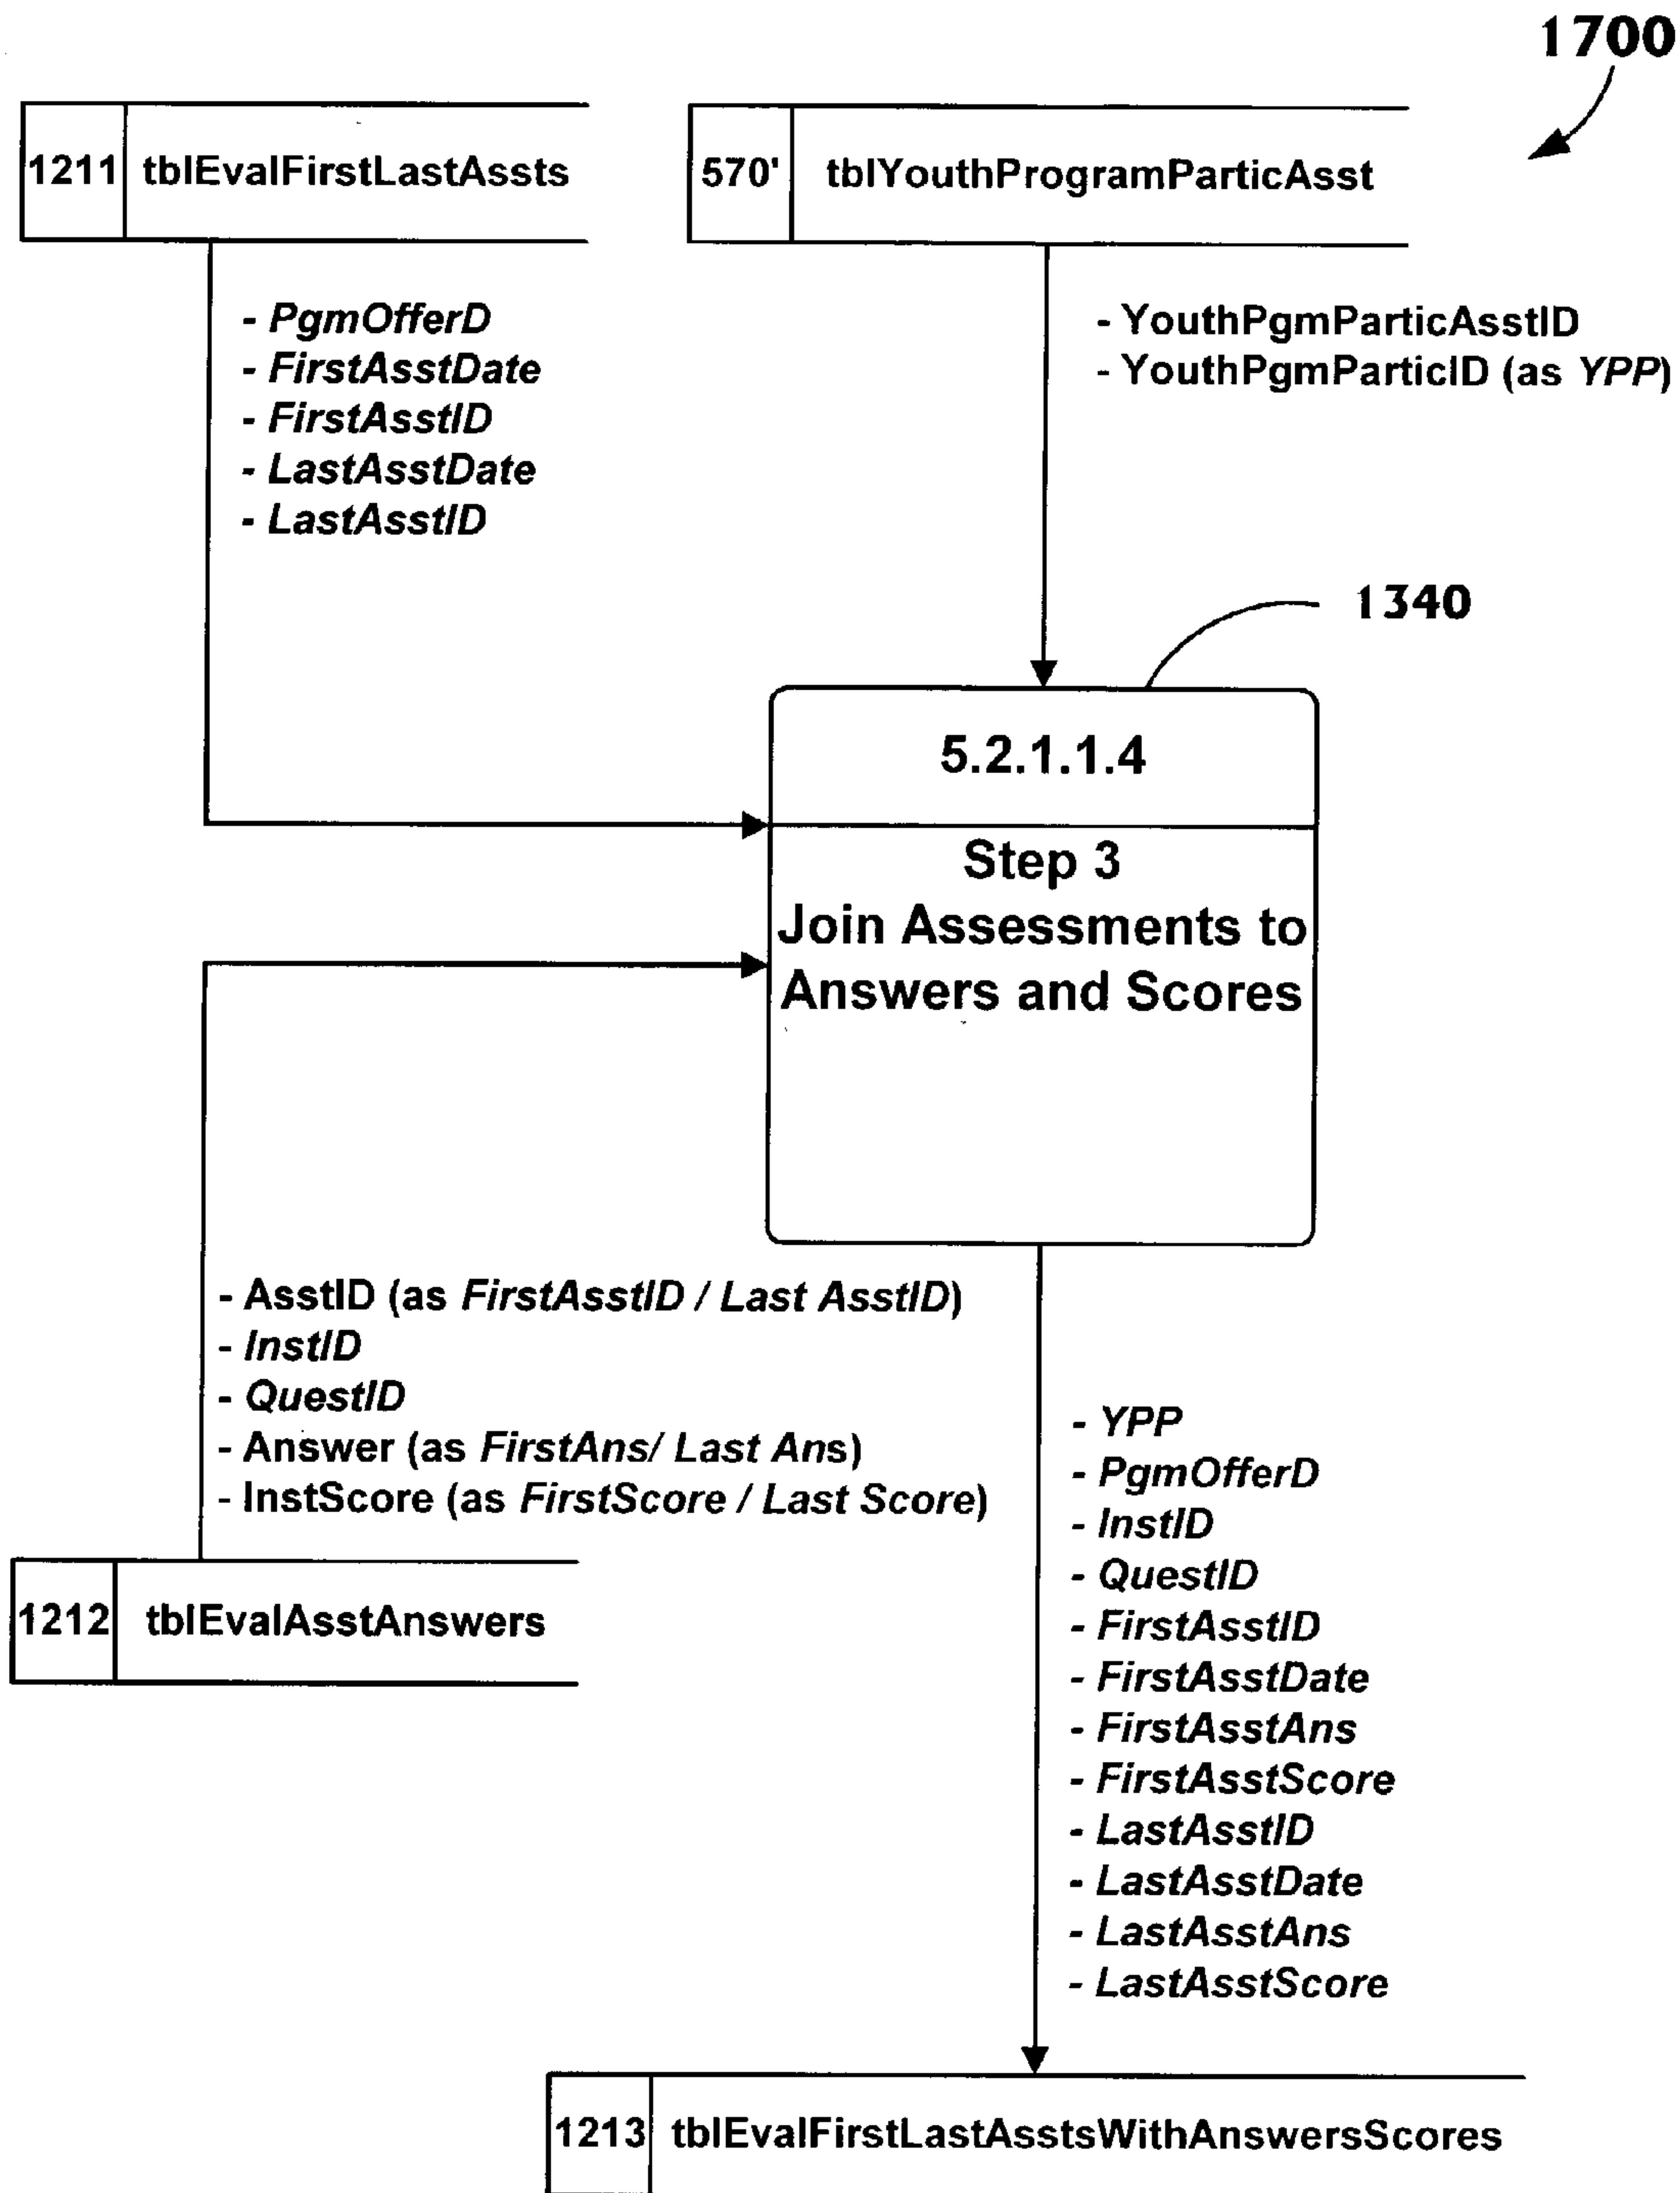 1700
1211 tblEvalFirstLastAssts
570' tblYouthProgramParticAsst
- PgmOfferD
- FirstAsstDate
- FirstAsstID
- LastAsstDate
- LastAsstID
- YouthPgmParticAsstID
- YouthPgmParticID (as YPP)
1340
5.2.1.1.4
Step 3
Join Assessments to
Answers and Scores
- AsstID (as FirstAsstID / Last AsstID)
- InstID
- QuestID
- Answer (as FirstAns/ Last Ans)
- InstScore (as FirstScore / Last Score)
1212 tblEvalAsstAnswers
- YPP
- PgmOfferD
- InstID
- QuestID
- FirstAsstID
- FirstAsstDate
- FirstAsstAns
- FirstAsstScore
- LastAsstID
- LastAsstDate
- LastAsstAns
- LastAsstScore
1213 tblEvalFirstLastAsstsWithAnswersScores